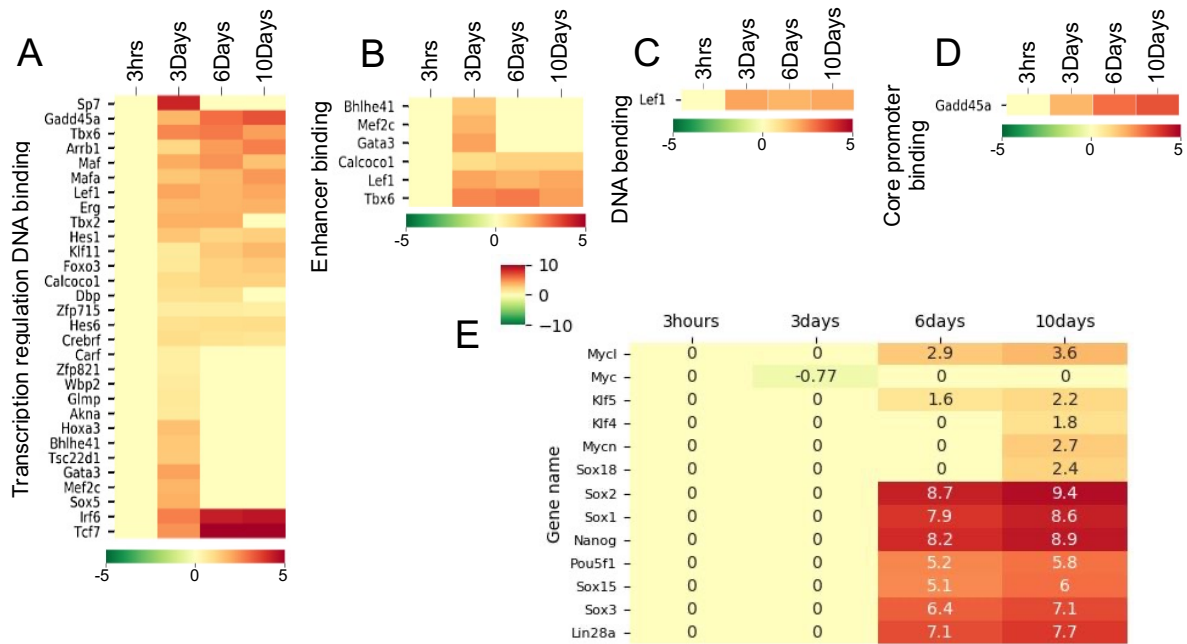 A
3hrs
3Days
6Days
10Days
Transcription regulation DNA binding
Sp7
Gadd45a
Tbx6
Arrb1
Maf
Mafa
Lef1
Erg
Tbx2
Hes1
Klf11
Foxo3
Calcoco1
Dbp
Zfp715
Hes6
Crebrf
Carf
Zfp821
Wbp2
Glmp
Akna
Hoxa3
Bhlhe41
Tsc22d1
Gata3
Mef2c
Sox5
Irf6
Tcf7
-5 0 5
B
3hrs
3Days
6Days
10Days
Enhancer binding
Bhlhe41
Mef2c
Gata3
Calcoco1
Lef1
Tbx6
-5 0 5
C
3hrs
3Days
6Days
10Days
DNA bending
Lef1
-5 0 5
D
3hrs
3Days
6Days
10Days
Core promoter
binding
Gadd45a
-5 0 5
10
0
−10
E
3hours 3days 6days 10days
Gene name
Mycl 0 0 2.9 3.6
Myc 0 -0.77 0 0
Klf5 0 0 1.6 2.2
Klf4 0 0 0 1.8
Mycn 0 0 0 2.7
Sox18 0 0 0 2.4
Sox2 0 0 8.7 9.4
Sox1 0 0 7.9 8.6
Nanog 0 0 8.2 8.9
Pou5f1 0 0 5.2 5.8
Sox15 0 0 5.1 6
Sox3 0 0 6.4 7.1
Lin28a 0 0 7.1 7.7